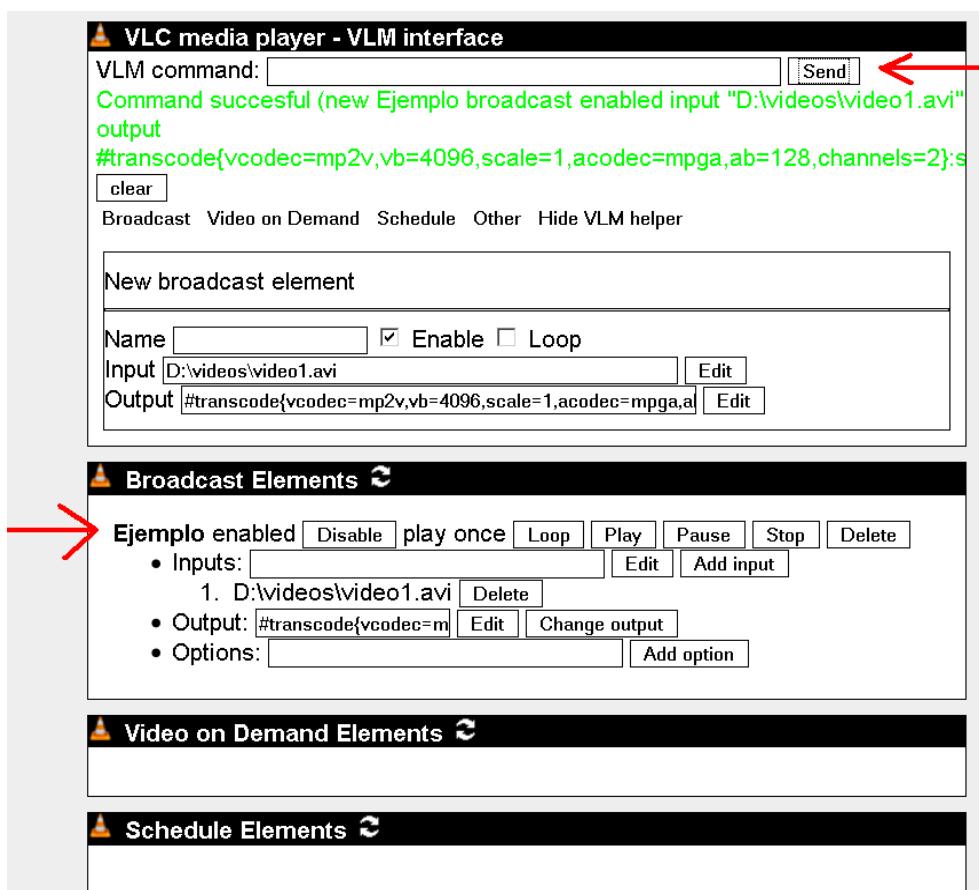 VLC media player - VLM interface
VLM command: Send
Command succesful (new Ejemplo broadcast enabled input "D:\videos\video1.avi"
output
#transcode{vcodec=mp2v,vb=4096,scale=1,acodec=mpga,ab=128,channels=2}:s
clear
Broadcast Video on Demand Schedule Other Hide VLM helper
New broadcast element
Name Enable Loop
Input D:\videos\video1.avi Edit
Output #transcode{vcodec=mp2v,vb=4096,scale=1,acodec=mpga,al Edit
Broadcast Elements
Ejemplo enabled Disable play once Loop Play Pause Stop Delete
• Inputs: Edit Add input
1. D:\videos\video1.avi Delete
• Output: #transcode{vcodec=m Edit Change output
• Options: Add option
Video on Demand Elements
Schedule Elements